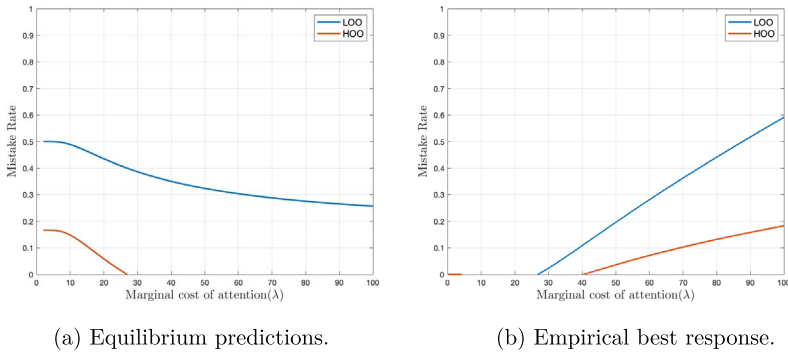 1
0.9
0.8
0.7
0.6
0.5
0.4
0.3
0.2
0.1
0
Mistake Rate
LOO
HOO
0 10 20 30 40 50 60 70 80 90 100
Marginal cost of attention(λ)
(a) Equilibrium predictions.
1
0.9
0.8
0.7
0.6
0.5
0.4
0.3
0.2
0.1
0
Mistake Rate
LOO
HOO
0 10 20 30 40 50 60 70 80 90 100
Marginal cost of attention(λ)
(b) Empirical best response.